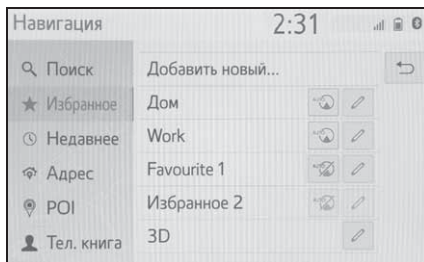 Навигация 2:31
Поиск
Избранное
Недавнее
Адрес
POI
Тел. книга
Добавить новый...
Дом
Work
Favourite 1
Избранное 2
3D